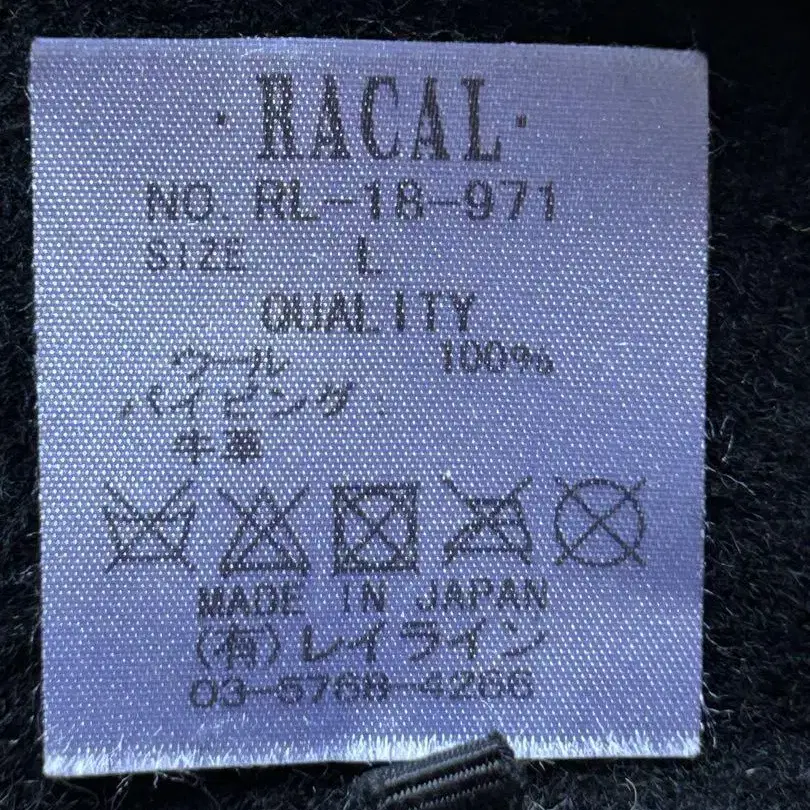 ・RACAL・
NO. RL-18-971
SIZE L
QUALITY
ウール 100%
パイピング
牛革
MADE IN JAPAN
(有)レイライン
03-5768-4266